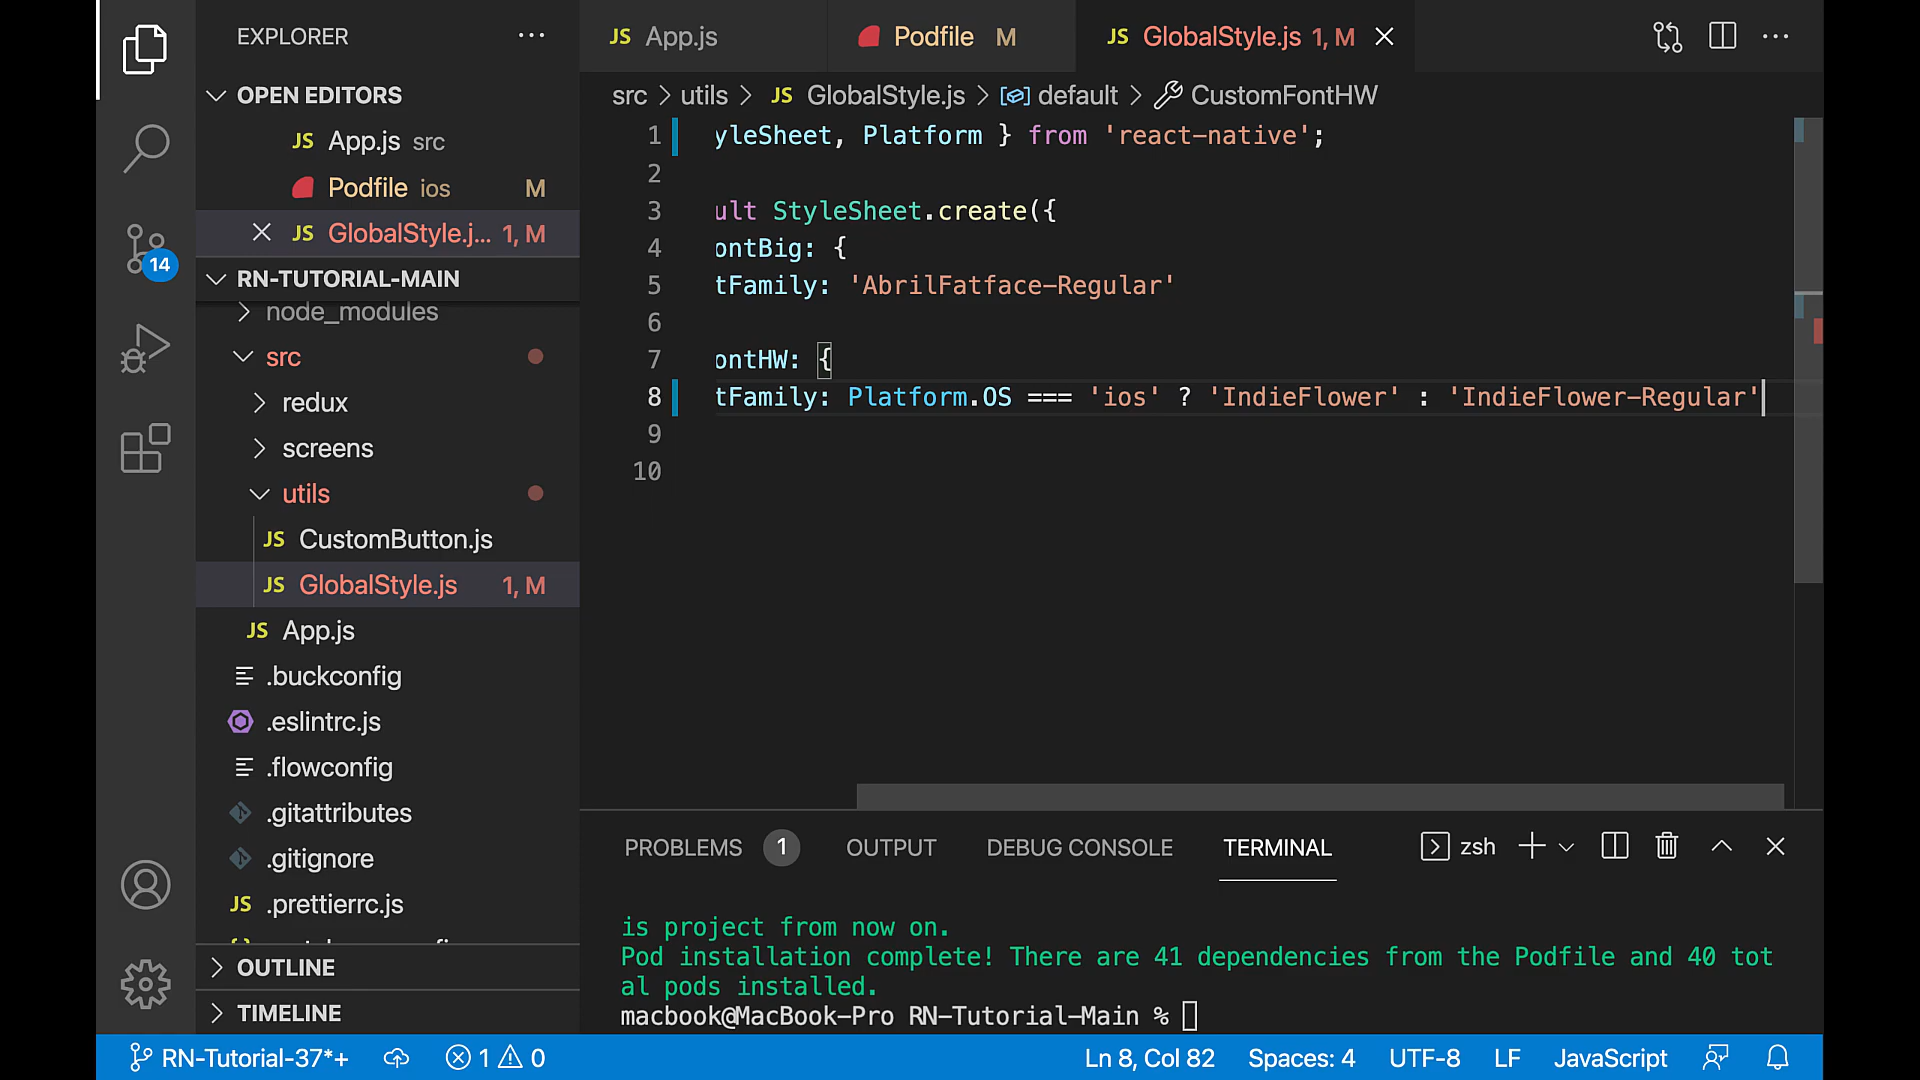 EXPLORER
OPEN EDITORS
JS App.js src
Podfile ios M
JS GlobalStyle.j... 1, M
RN-TUTORIAL-MAIN
node_modules
src
redux
screens
utils
JS CustomButton.js
JS GlobalStyle.js 1, M
JS App.js
.buckconfig
.eslintrc.js
.flowconfig
.gitattributes
.gitignore
JS .prettierrc.js
OUTLINE
TIMELINE
14
JS App.js
Podfile M
JS GlobalStyle.js 1, M
src > utils > JS GlobalStyle.js > default > CustomFontHW
1 yleSheet, Platform } from 'react-native';
2
3 ult StyleSheet.create({
4 ontBig: {
5 tFamily: 'AbrilFatface-Regular'
6
7 ontHW: {
8 tFamily: Platform.OS === 'ios' ? 'IndieFlower' : 'IndieFlower-Regular'
9
10
PROBLEMS 1 OUTPUT DEBUG CONSOLE TERMINAL zsh
is project from now on.
Pod installation complete! There are 41 dependencies from the Podfile and 40 tot
al pods installed.
macbook@MacBook-Pro RN-Tutorial-Main %
RN-Tutorial-37*+ 1 0 Ln 8, Col 82 Spaces: 4 UTF-8 LF JavaScript